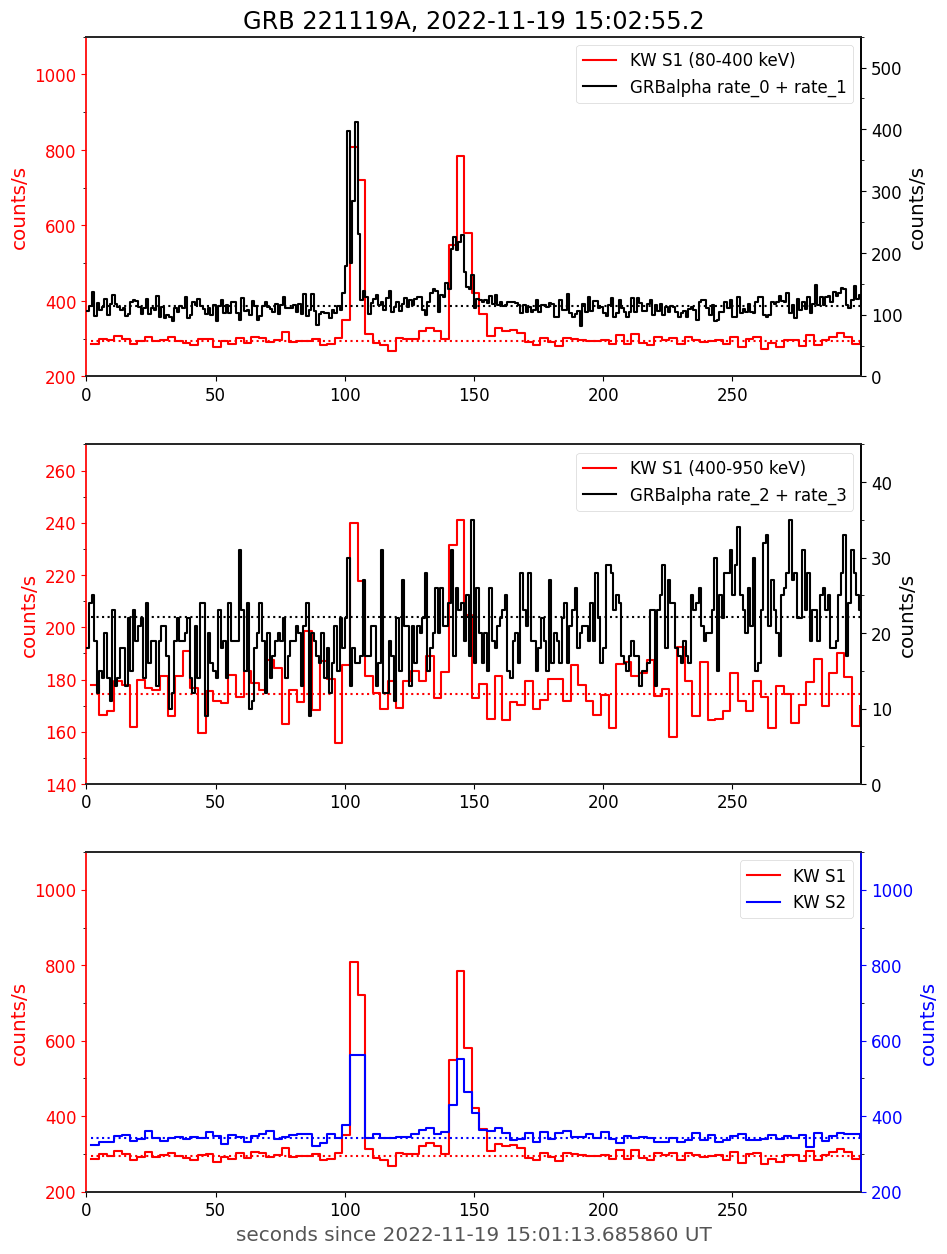 GRB 221119A, 2022-11-19 15:02:55.2
KW S1 (80-400 keV)
GRBalpha rate_0 + rate_1
1000
800
600
400
200
counts/s
500
400
300
200
100
0
counts/s
0 50 100 150 200 250
KW S1 (400-950 keV)
GRBalpha rate_2 + rate_3
260
240
220
200
180
160
140
counts/s
40
30
20
10
0
counts/s
0 50 100 150 200 250
KW S1
KW S2
1000
800
600
400
200
counts/s
1000
800
600
400
200
counts/s
0 50 100 150 200 250
seconds since 2022-11-19 15:01:13.685860 UT